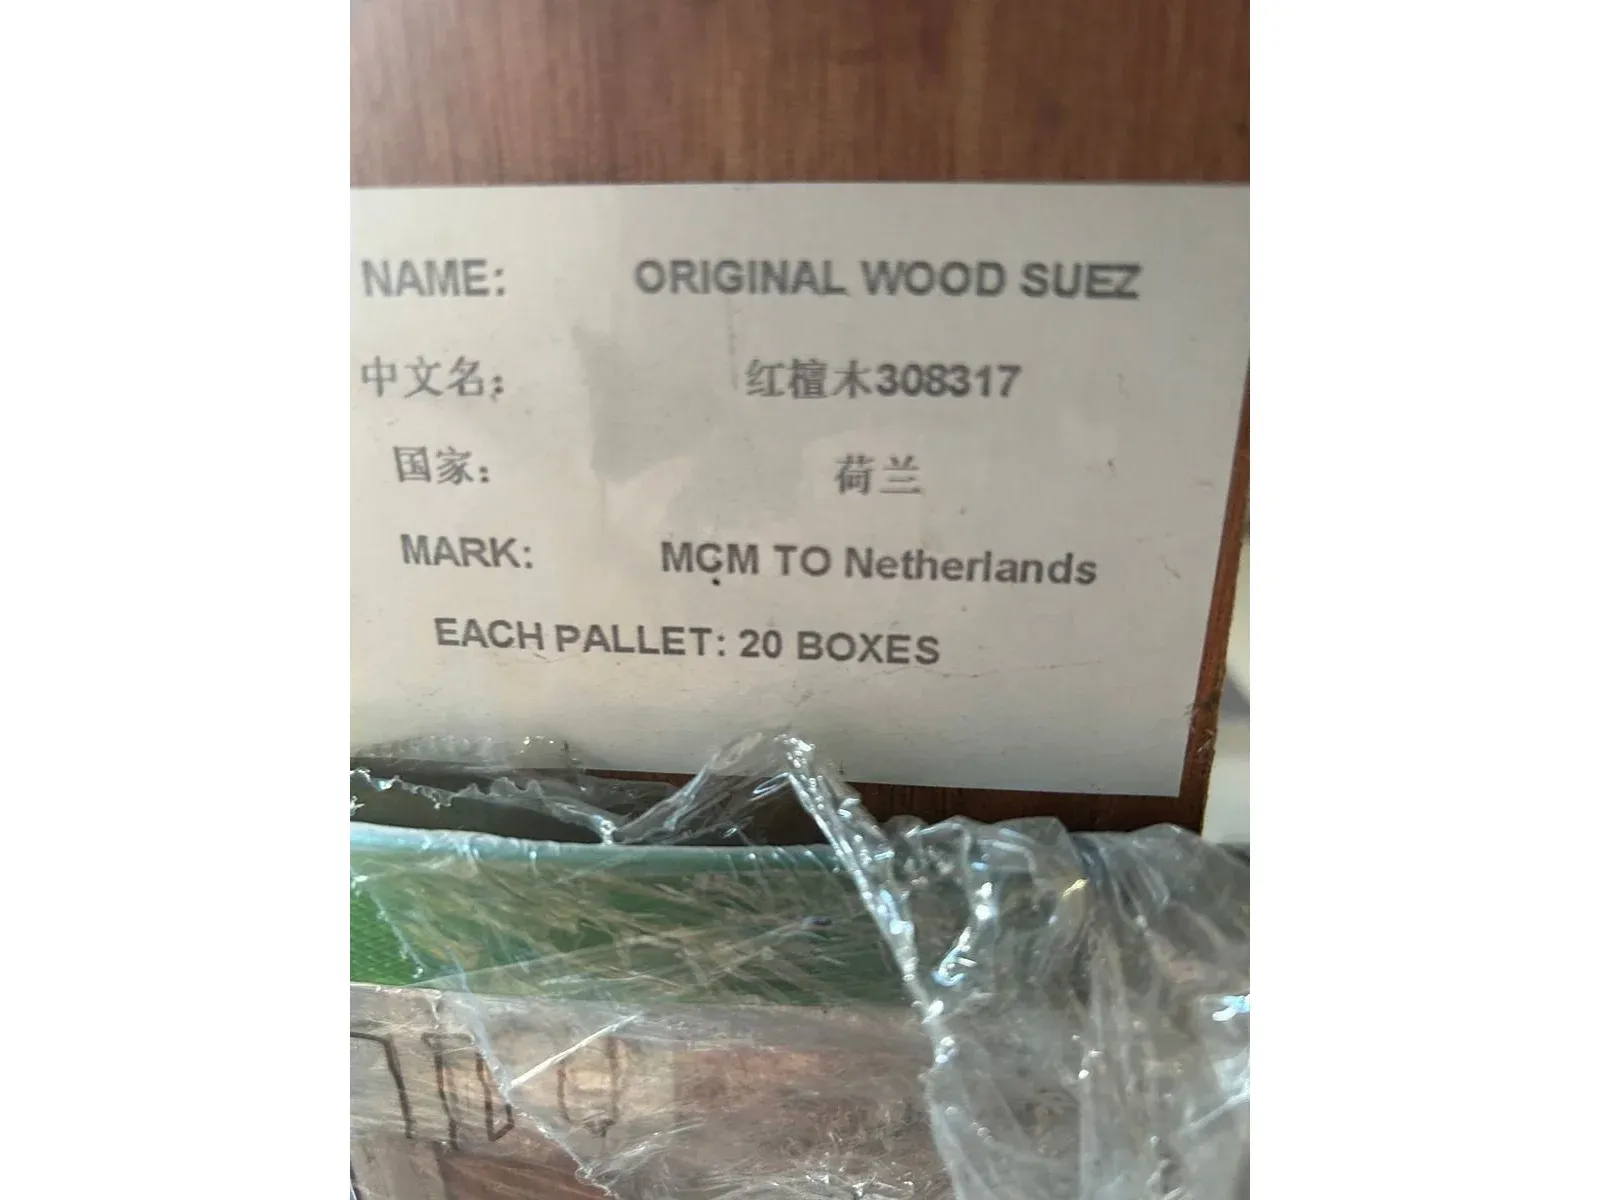 NAME: ORIGINAL WOOD SUEZ
中文名: 红檀木308317
国家: 荷兰
MARK: MCM TO Netherlands
EACH PALLET: 20 BOXES